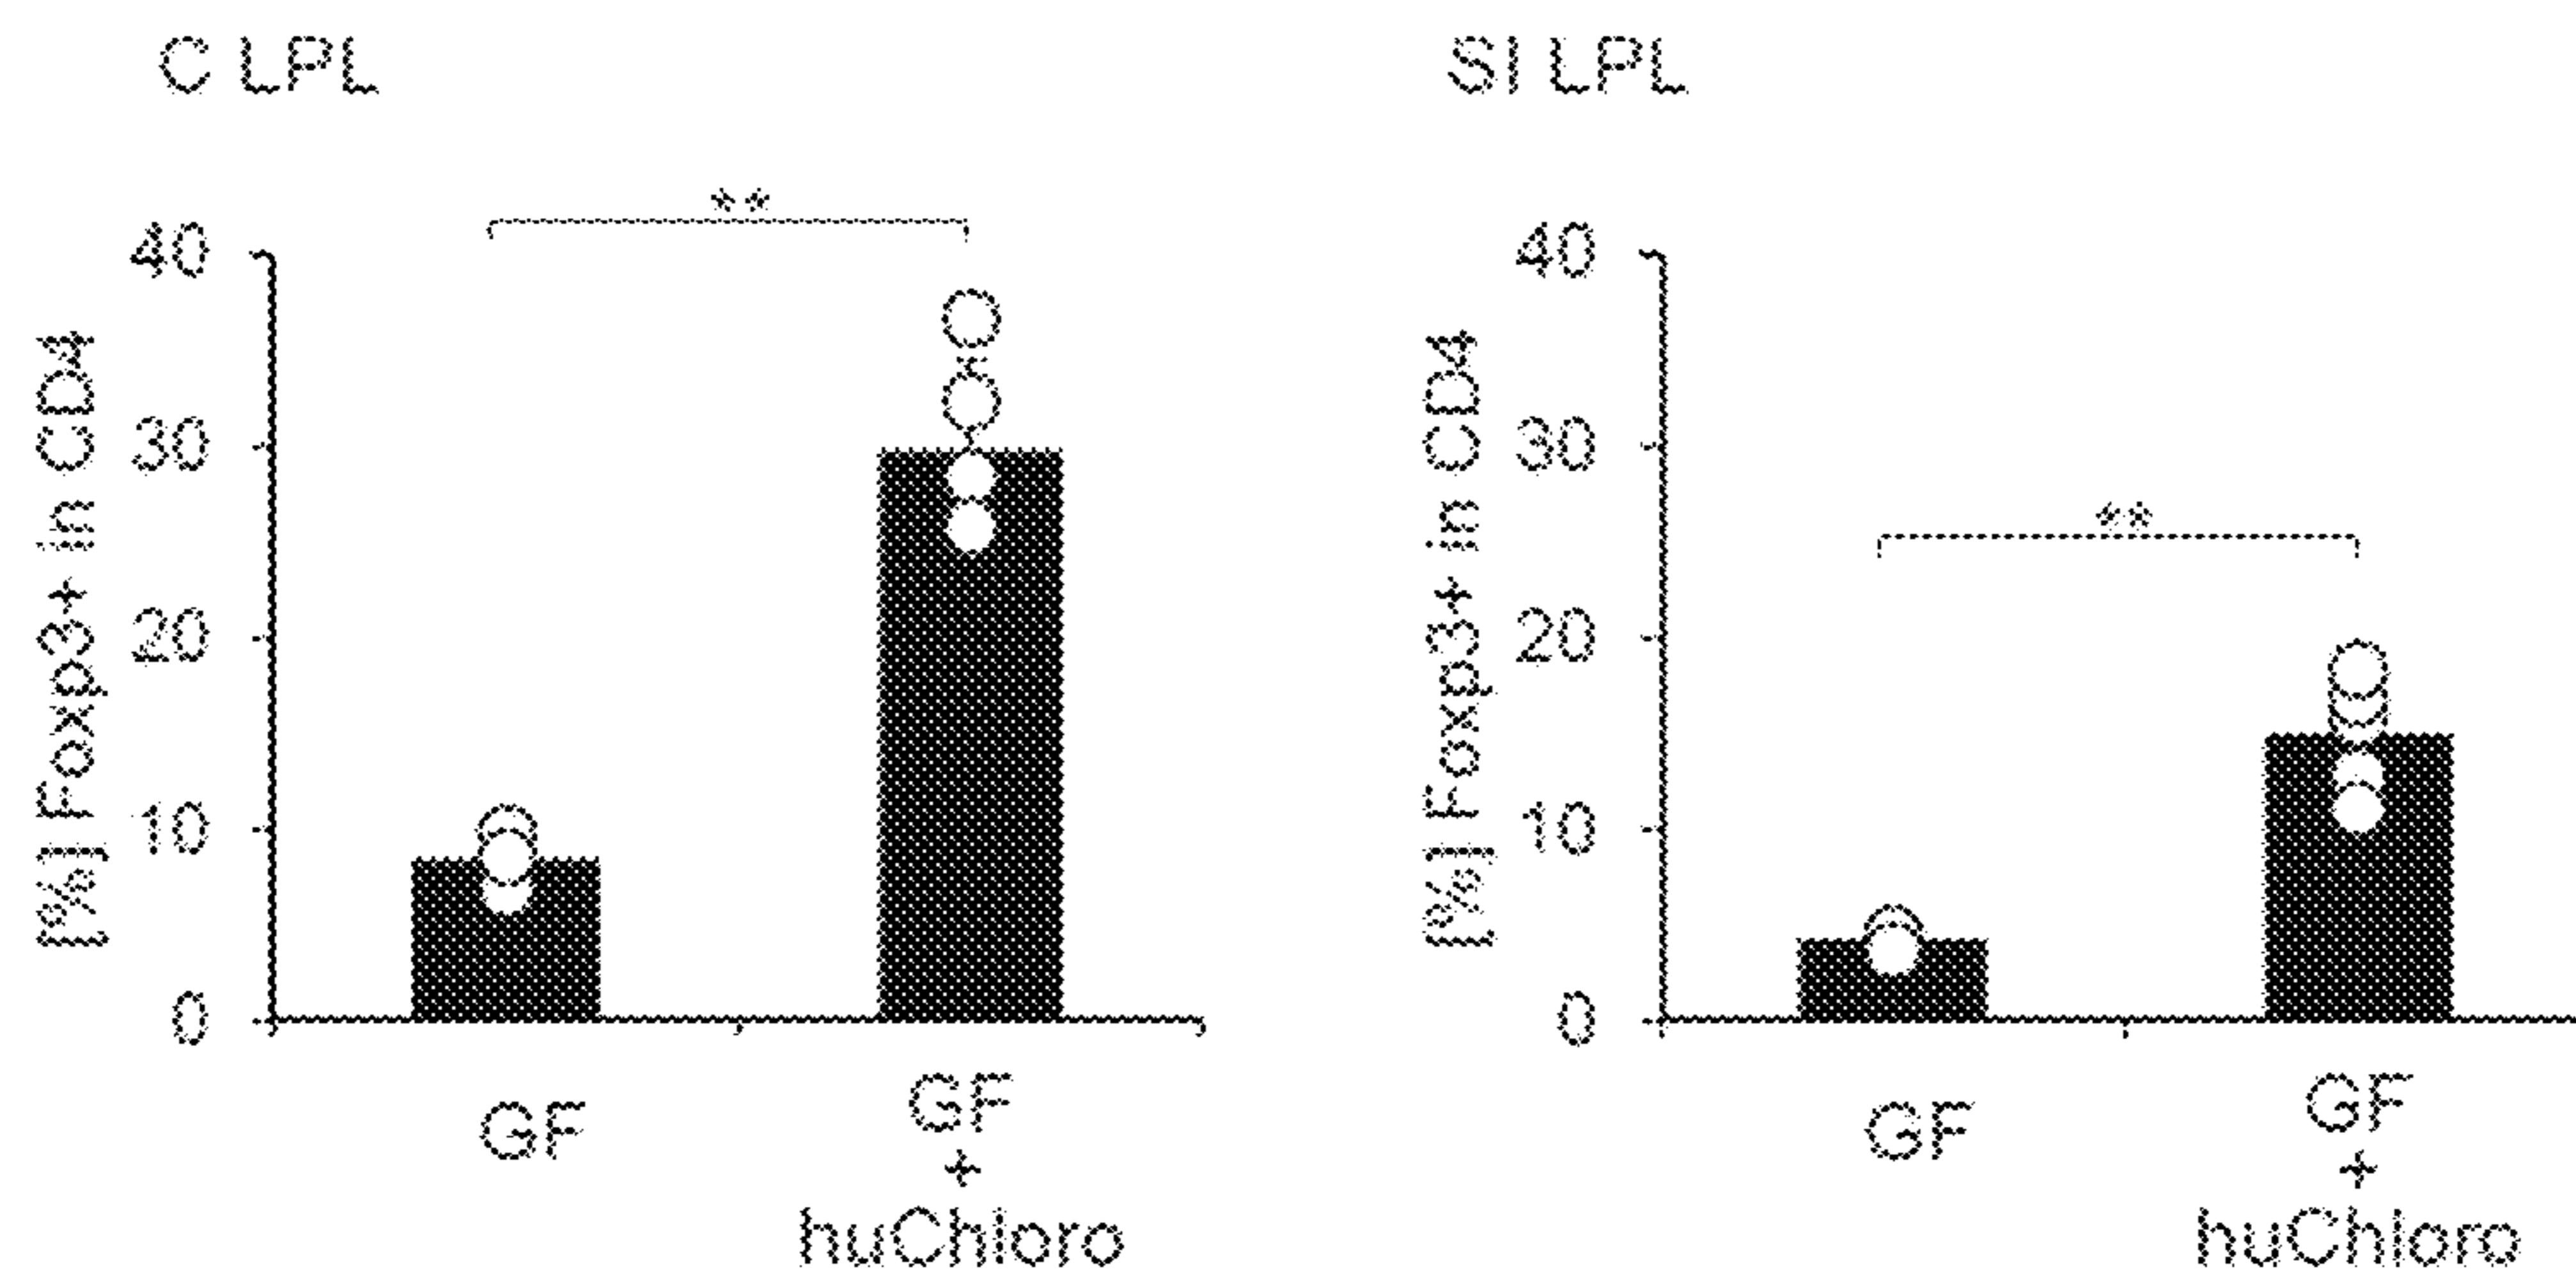 C LPL
**
[%] Foxp3+ in CD4
40
30
20
10
0
GF
GF
+
huChloro
SI LPL
**
[%] Foxp3+ in CD4
40
30
20
10
0
GF
GF
+
huChloro